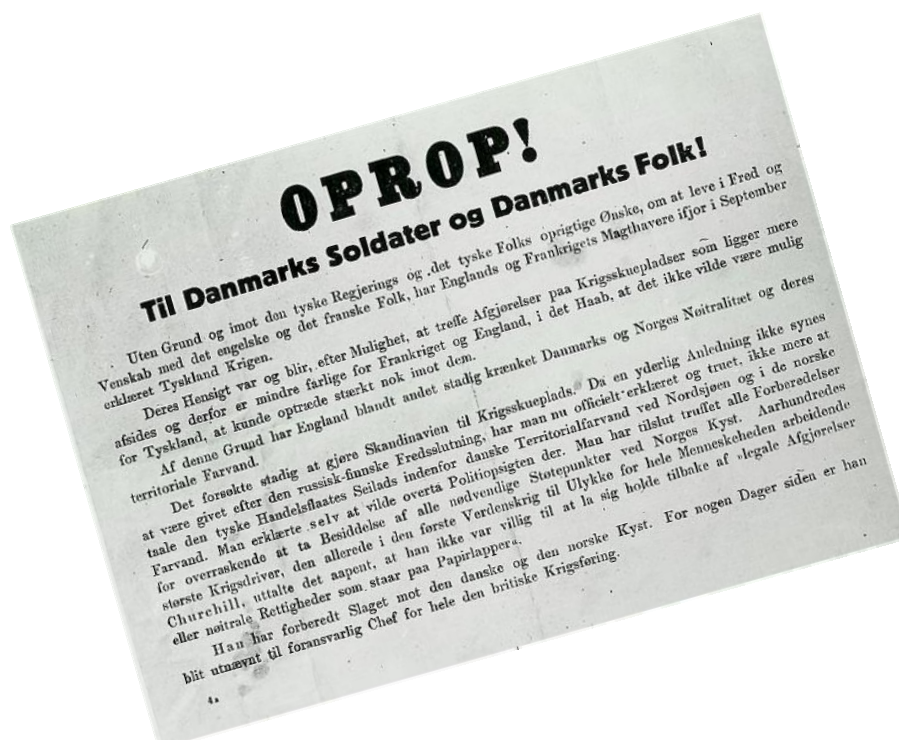 OPROP!
Til Danmarks Soldater og Danmarks Folk!
Uten Grund og imot den tyske Regjerings og det tyske Folks oprigtige Ønske, om at leve i Fred og
Venskab med det engelske og det franske Folk, har Englands og Frankrigets Magthavere ifjor i September
erklæret Tyskland Krigen.
Deres Hensigt var og blir, efter Mulighet, at treffe Afgjørelser paa Krigsskuepladser som ligger mere
afsides og derfor er mindre farlige for Frankriget og England, i det Haab, at det ikke vilde være mulig
for Tyskland, at kunde optræde stærkt nok imot dem.
Af denne Grund har England blandt andet stadig krænket Danmarks og Norges Nøitralitæt og deres
territoriale Farvand.
Det forsøkte stadig at gjøre Skandinavien til Krigsskueplads. Da en yderlig Anledning ikke synes
at være givet efter den russisk-finnske Fredsslutning, har man nu officielt erklæret og truet, ikke mere at
taale den tyske Handelsflaates Seilads indenfor danske Territorialfarvand ved Nordsjøen og i de norske
Farvand. Man erklærte selv at vilde overta Politiopsigten der. Man har tilslut truffet alle Forberedelser
for overraskende at ta Besiddelse af alle nødvendige Støtepunkter ved Norges Kyst. Aarhundredes
største Krigsdriver, den allerede i den første Verdenskrig til Ulykke for hele Menneskeheden arbeidende
Churchill, uttalte det aapent, at han ikke var villig til at la sig holde tilbake af »legale Afgjørelser
eller nøitrale Rettigheder som staar paa Papirlapper«.
Han har forberedt Slaget mot den danske og den norske Kyst. For nogen Dager siden er han
blit utnævnt til foransvarlig Chef for hele den britiske Krigsføring.